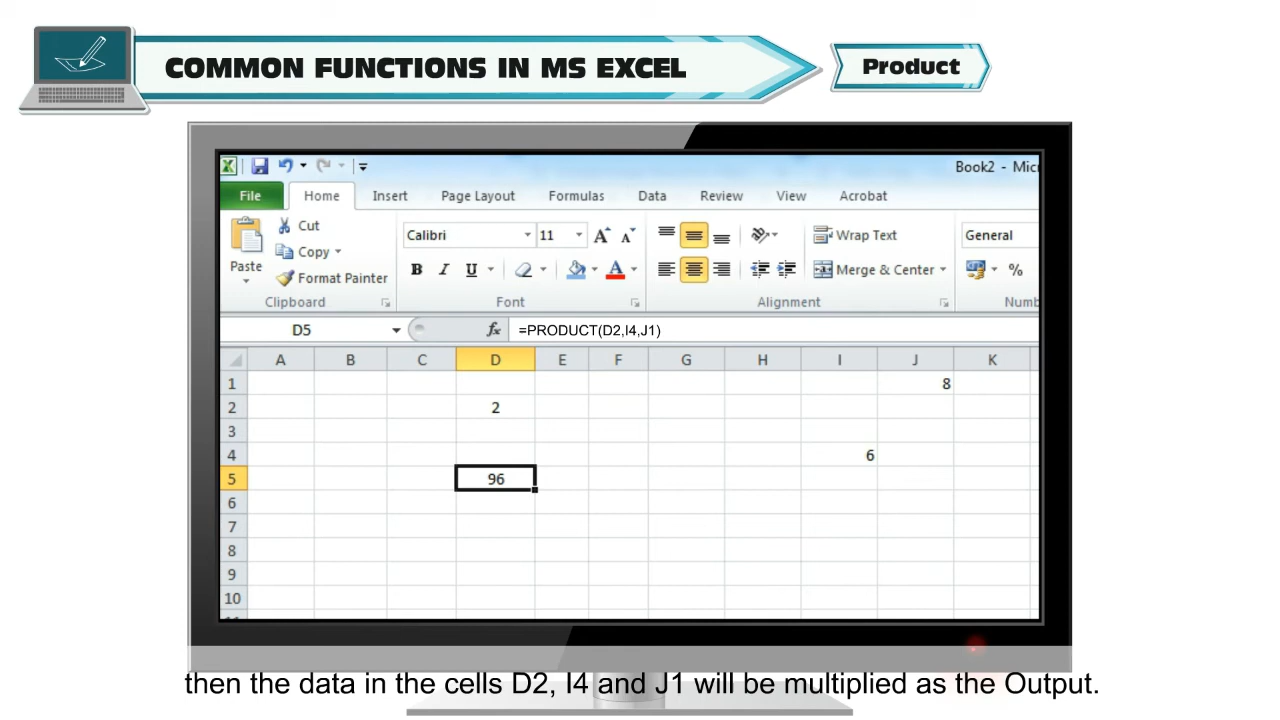 COMMON FUNCTIONS IN MS EXCEL
Product
Book2 - Mic
File Home Insert Page Layout Formulas Data Review View Acrobat
Paste
Cut
Copy
Format Painter
Clipboard
Calibri 11
B I U
Font
Wrap Text
Merge & Center
Alignment
General
%
Numb
D5 fx =PRODUCT(D2,I4,J1)
A B C D E F G H I J K
1 8
2 2
3
4 6
5 96
6
7
8
9
10
then the data in the cells D2, I4 and J1 will be multiplied as the Output.